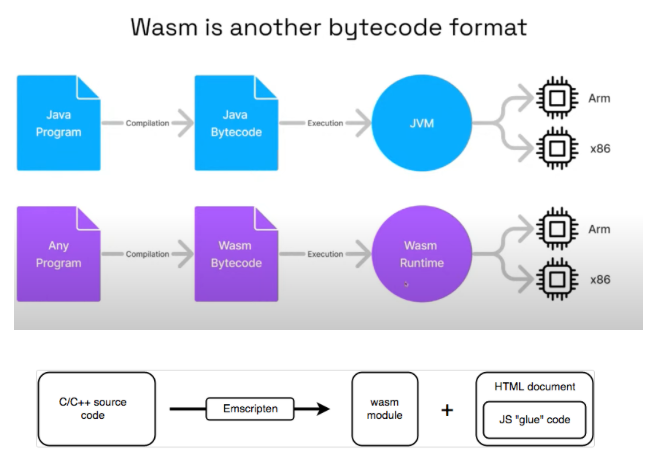 Wasm is another bytecode format
Java
Program
Compilation
Java
Bytecode
Execution
JVM
Arm
x86
Any
Program
Compilation
Wasm
Bytecode
Execution
Wasm
Runtime
Arm
x86
C/C++ source
code
Emscripten
wasm
module
+
HTML document
JS "glue" code